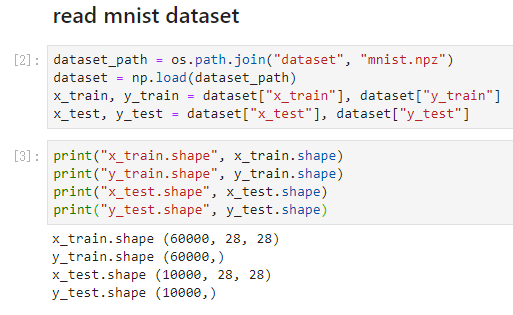 read mnist dataset
[2]: dataset_path = os.path.join("dataset", "mnist.npz")
dataset = np.load(dataset_path)
x_train, y_train = dataset["x_train"], dataset["y_train"]
x_test, y_test = dataset["x_test"], dataset["y_test"]
[3]: print("x_train.shape", x_train.shape)
print("y_train.shape", y_train.shape)
print("x_test.shape", x_test.shape)
print("y_test.shape", y_test.shape)
x_train.shape (60000, 28, 28)
y_train.shape (60000,)
x_test.shape (10000, 28, 28)
y_test.shape (10000,)